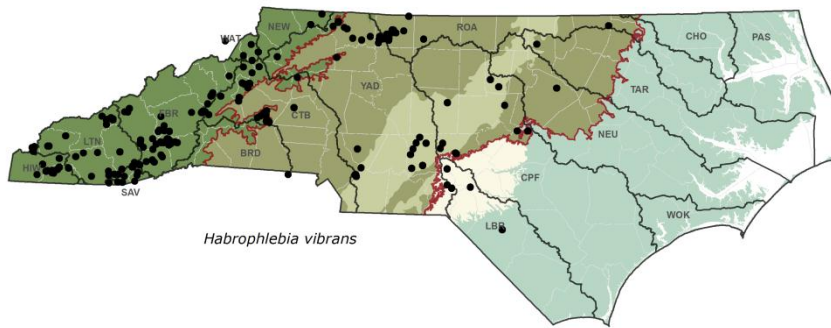 NEW
WAT
ROA
CHO
PAS
YAD
TAR
FBR
CTB
LTN
NEU
BRD
HIW
CPF
SAV
WOK
LBR
Habrophlebia vibrans